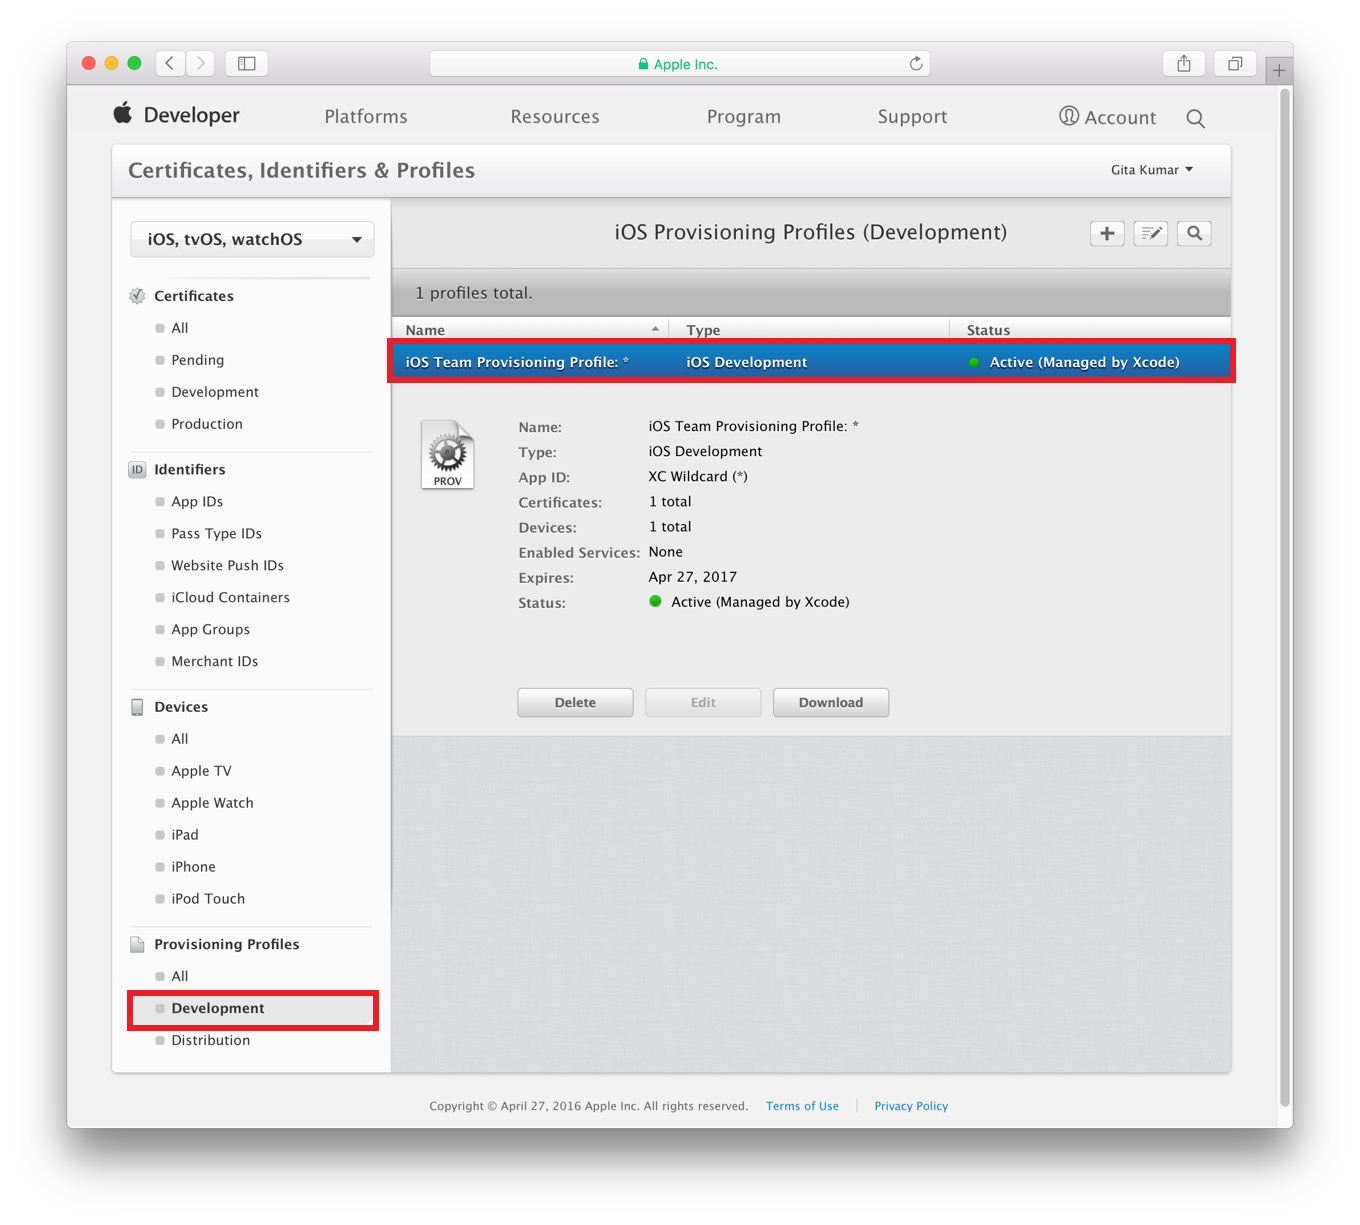 Apple Inc.
Developer
Platforms
Resources
Program
Support
Account
Certificates, Identifiers & Profiles
Gita Kumar
iOS, tvOS, watchOS
Certificates
All
Pending
Development
Production
ID Identifiers
App IDs
Pass Type IDs
Website Push IDs
iCloud Containers
App Groups
Merchant IDs
Devices
All
Apple TV
Apple Watch
iPad
iPhone
iPod Touch
Provisioning Profiles
All
Development
Distribution
iOS Provisioning Profiles (Development)
1 profiles total.
Name Type Status
iOS Team Provisioning Profile: * iOS Development Active (Managed by Xcode)
PROV
Name: iOS Team Provisioning Profile: *
Type: iOS Development
App ID: XC Wildcard (*)
Certificates: 1 total
Devices: 1 total
Enabled Services: None
Expires: Apr 27, 2017
Status: Active (Managed by Xcode)
Delete Edit Download
Copyright © April 27, 2016 Apple Inc. All rights reserved. Terms of Use Privacy Policy